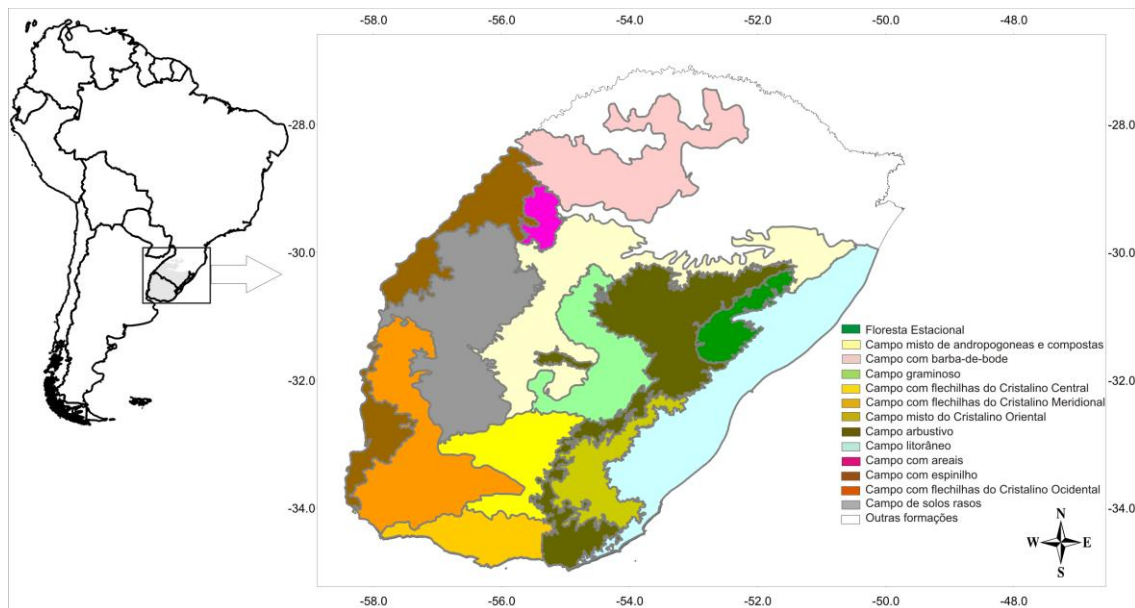 -58.0 -56.0 -54.0 -52.0 -50.0 -48.0
-28.0 -28.0
-30.0 -30.0
Floresta Estacional
Campo misto de andropogoneas e compostas
Campo com barba-de-bode
-32.0 Campo graminoso -32.0
Campo com flechilhas do Cristalino Central
Campo com flechilhas do Cristalino Meridional
Campo misto do Cristalino Oriental
Campo arbustivo
Campo litorâneo
Campo com areais
Campo com espinilho
Campo com flechilhas do Cristalino Ocidental
-34.0 Campo de solos rasos -34.0
Outras formações
N
W E
S
-58.0 -56.0 -54.0 -52.0 -50.0 -48.0